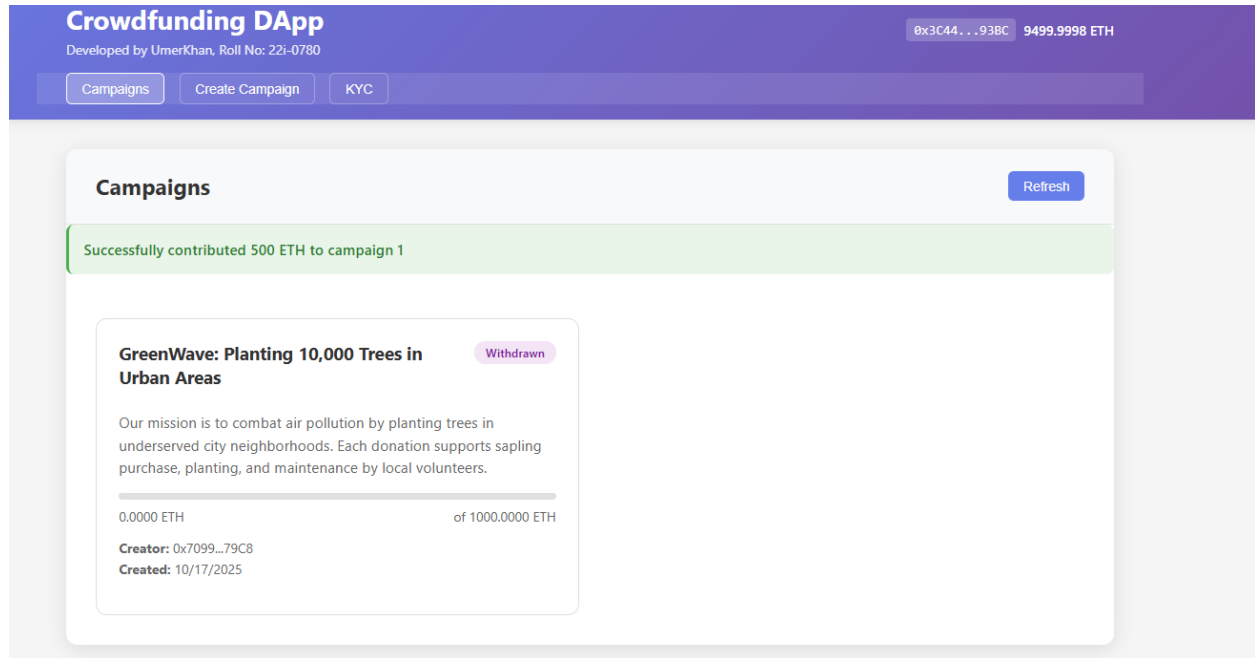 Crowdfunding DApp
Developed by UmerKhan, Roll No: 22i-0780
0x3C44...93BC 9499.9998 ETH
Campaigns Create Campaign KYC
Campaigns
Refresh
Successfully contributed 500 ETH to campaign 1
GreenWave: Planting 10,000 Trees in
Urban Areas
Withdrawn
Our mission is to combat air pollution by planting trees in
underserved city neighborhoods. Each donation supports sapling
purchase, planting, and maintenance by local volunteers.
0.0000 ETH of 1000.0000 ETH
Creator: 0x7099...79C8
Created: 10/17/2025